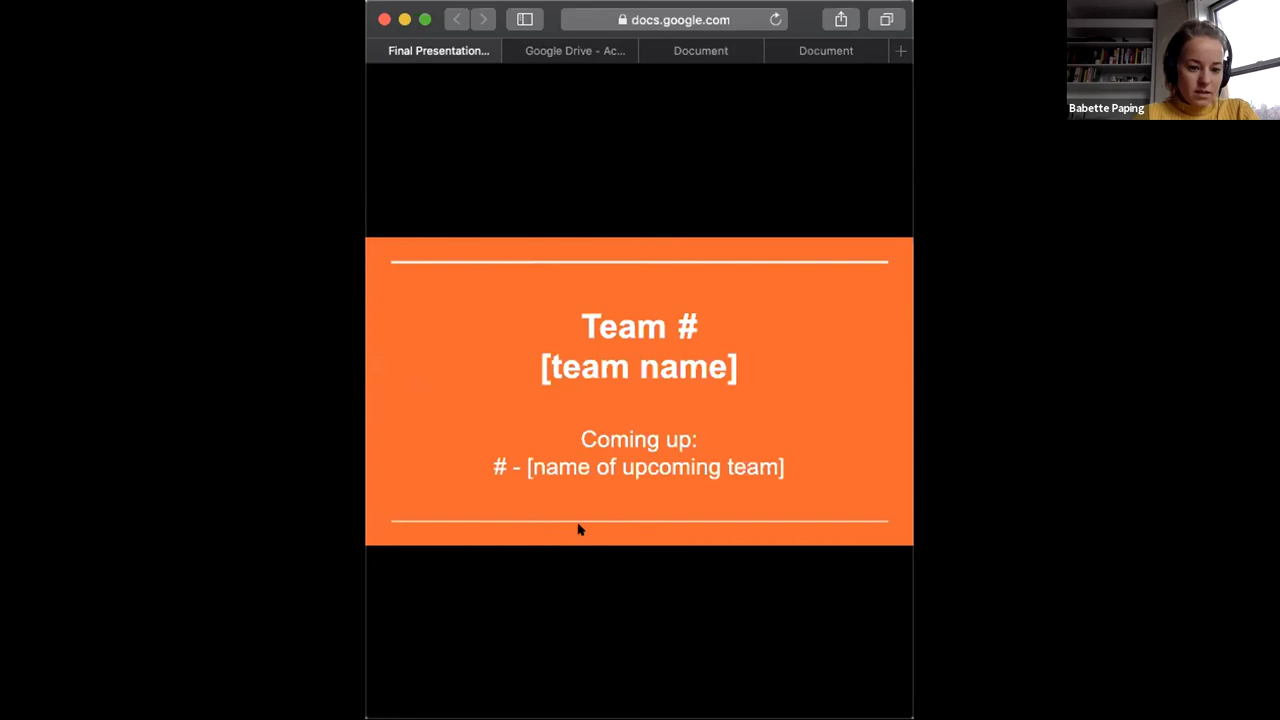 docs.google.com
Final Presentation...
Google Drive - Ac...
Document
Document
Babette Paping
Team #
[team name]
Coming up:
# - [name of upcoming team]